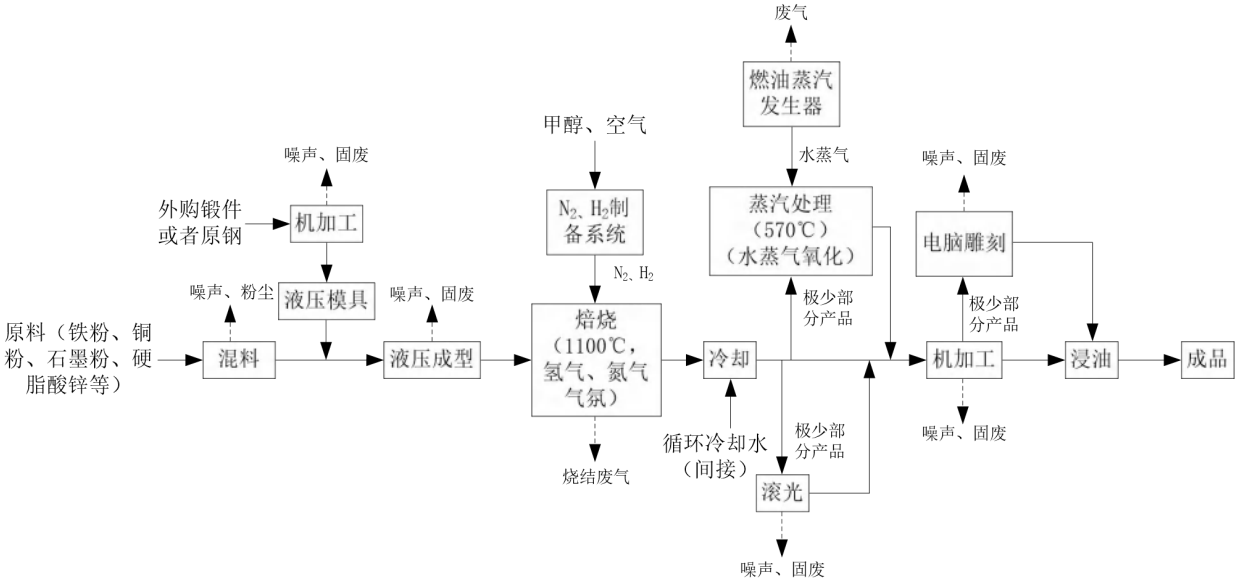 废气
燃油蒸汽
发生器
水蒸气
甲醇、空气
噪声、固废
外购锻件
或者原钢
机加工
N₂、H₂制
备系统
N₂、H₂
蒸汽处理
（570℃）
（水蒸气氧化）
噪声、固废
电脑雕刻
噪声、粉尘
液压模具
噪声、固废
极少部
分产品
极少部
分产品
原料（铁粉、铜
粉、石墨粉、硬
脂酸锌等）
混料
液压成型
焙烧
（1100℃，
氢气、氮气
气氛）
冷却
机加工
浸油
成品
循环冷却水
（间接）
极少部
分产品
噪声、固废
烧结废气
滚光
噪声、固废